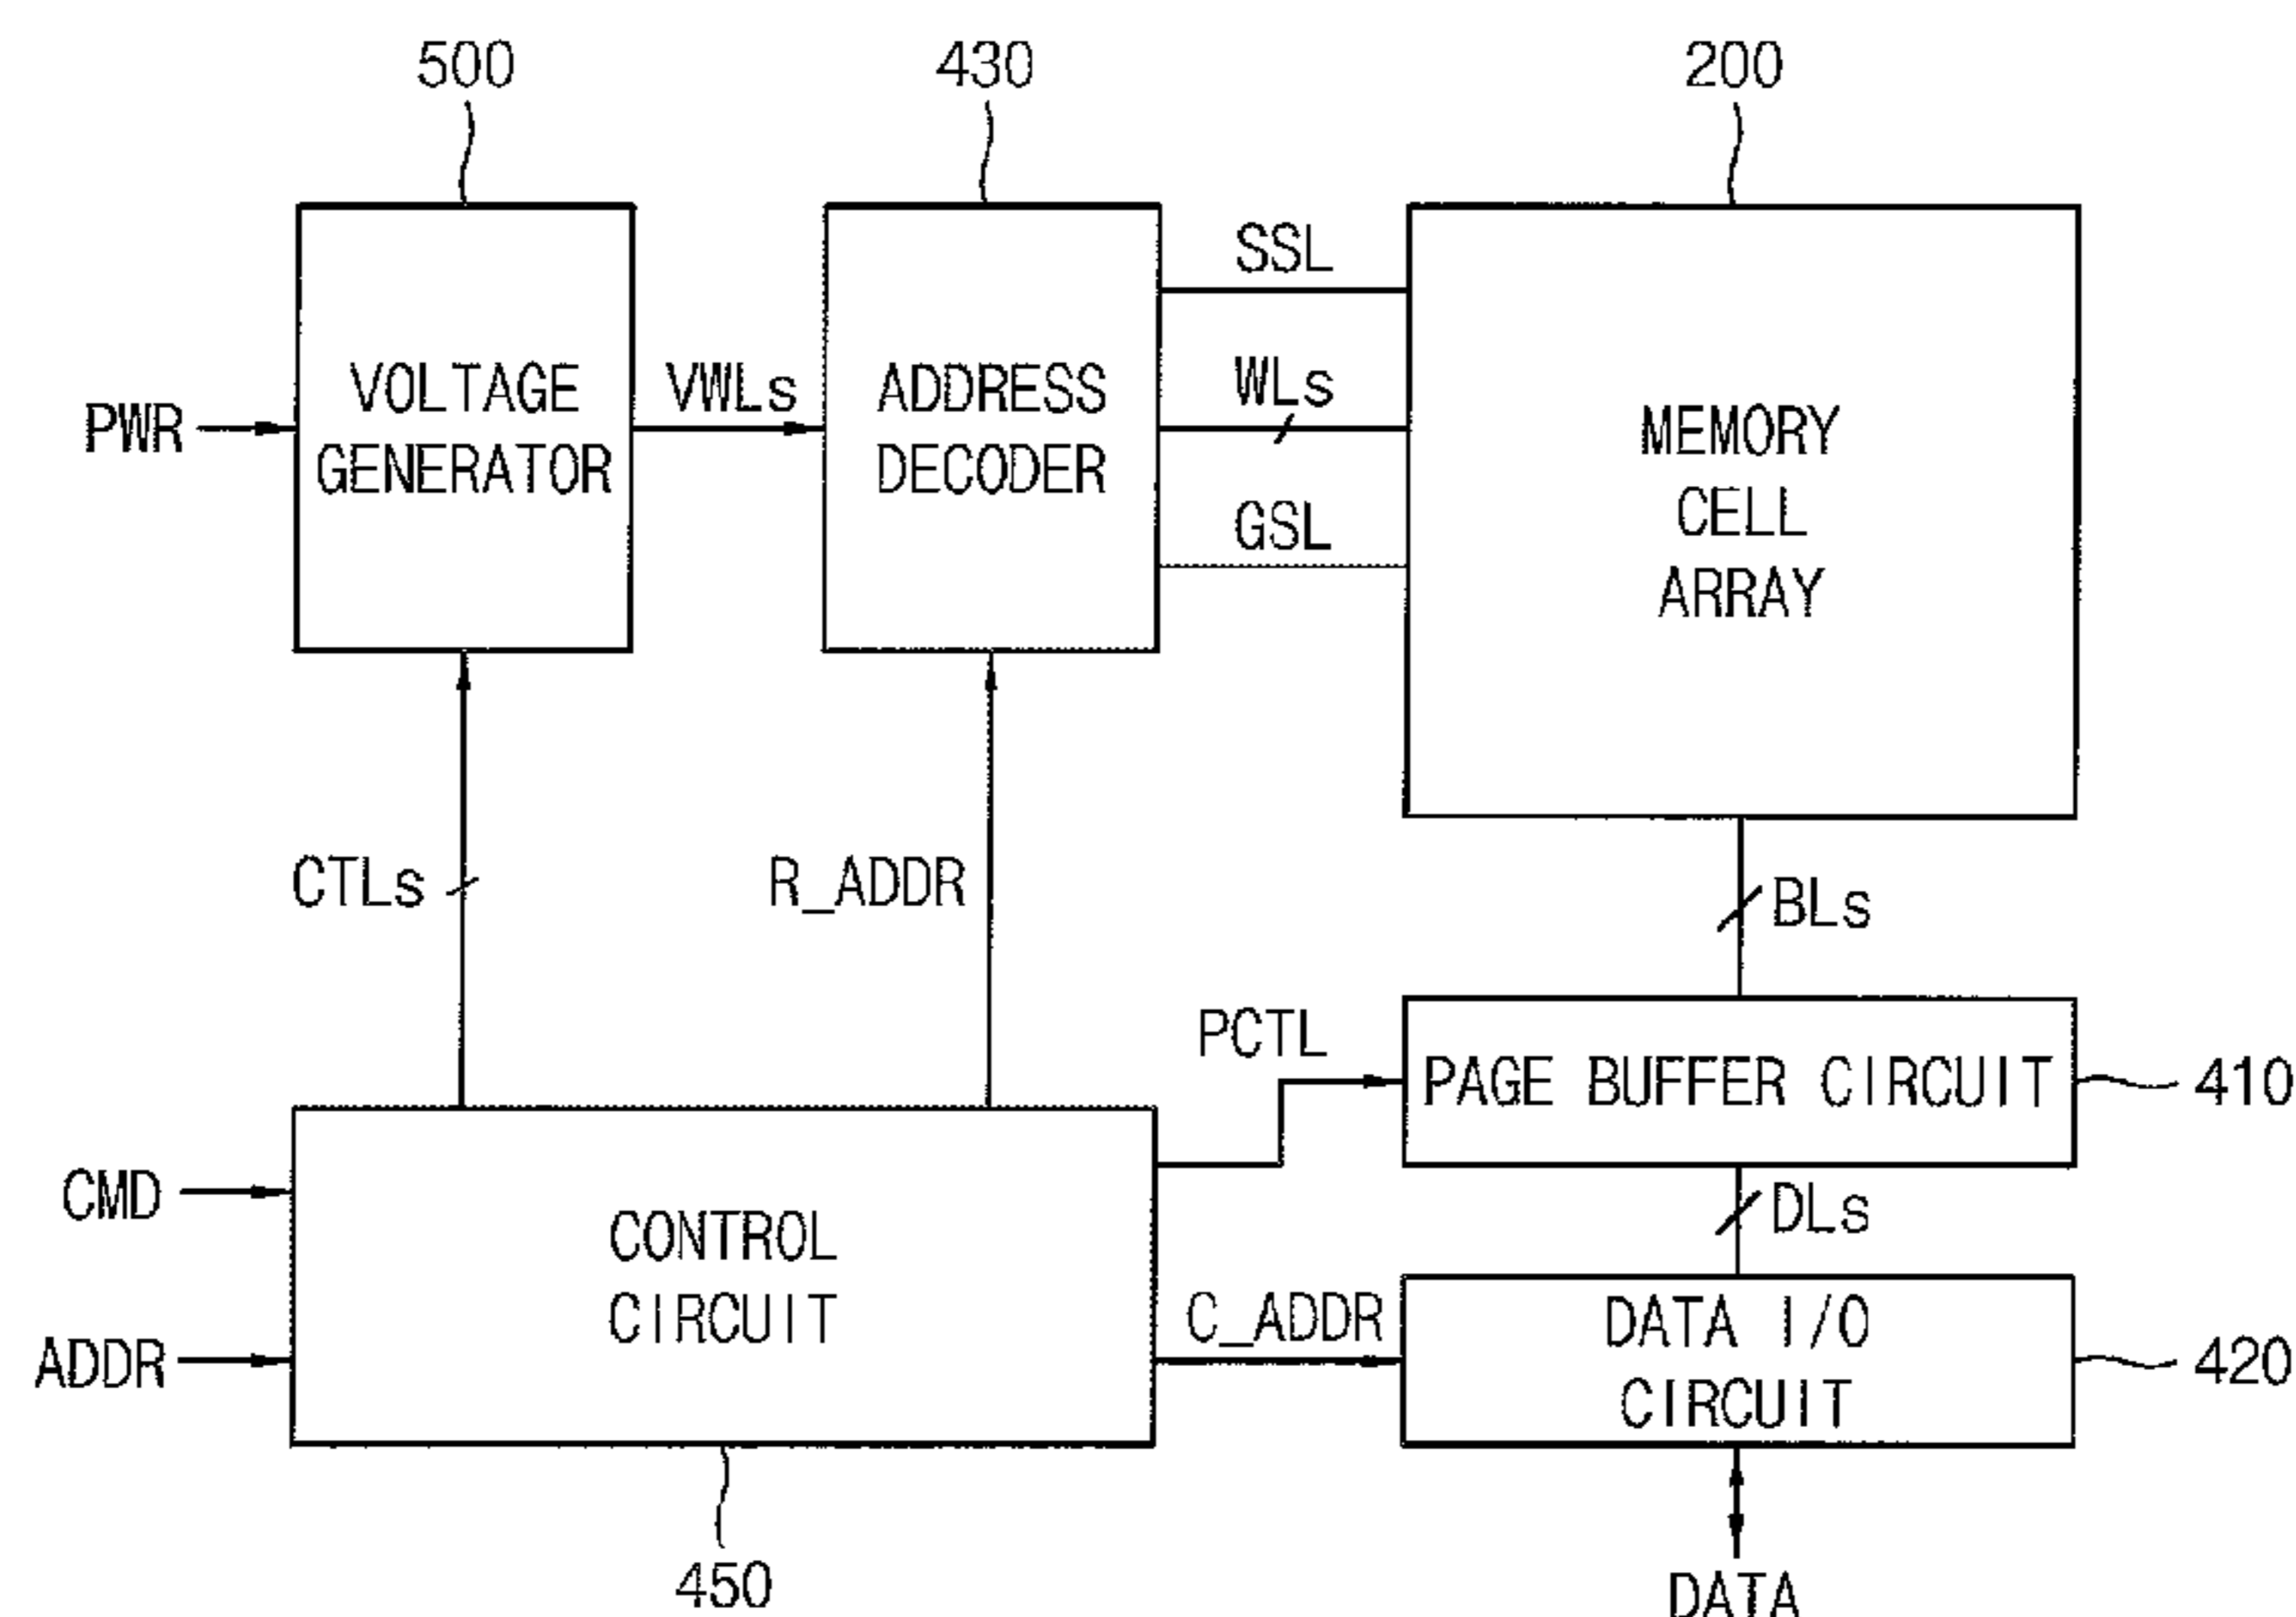 500
430
200
SSL
VOLTAGE
GENERATOR
ADDRESS
DECODER
MEMORY
CELL
ARRAY
PWR
VWLs
WLs
GSL
CTLs
R_ADDR
BLs
PCTL
PAGE BUFFER CIRCUIT
410
CMD
DLs
CONTROL
CIRCUIT
ADDR
C_ADDR
DATA I/O
CIRCUIT
420
450
DATA